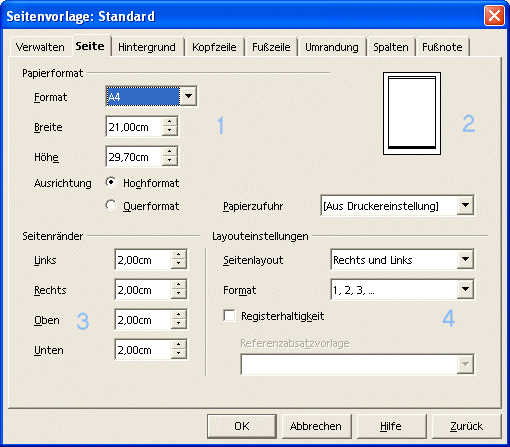 Seitenvorlage: Standard
Verwalten Seite Hintergrund Kopfzeile Fußzeile Umrandung Spalten Fußnote
Papierformat
Format A4
Breite 21,00cm 1 2
Höhe 29,70cm
Ausrichtung Hochformat
Querformat Papierzufuhr [Aus Druckereinstellung]
Seitenränder Layouteinstellungen
Links 2,00cm Seitenlayout Rechts und Links
Rechts 2,00cm Format 1, 2, 3, ...
Oben 3 2,00cm Registerhaltigkeit 4
Unten 2,00cm Referenzabsatzvorlage
OK Abbrechen Hilfe Zurück